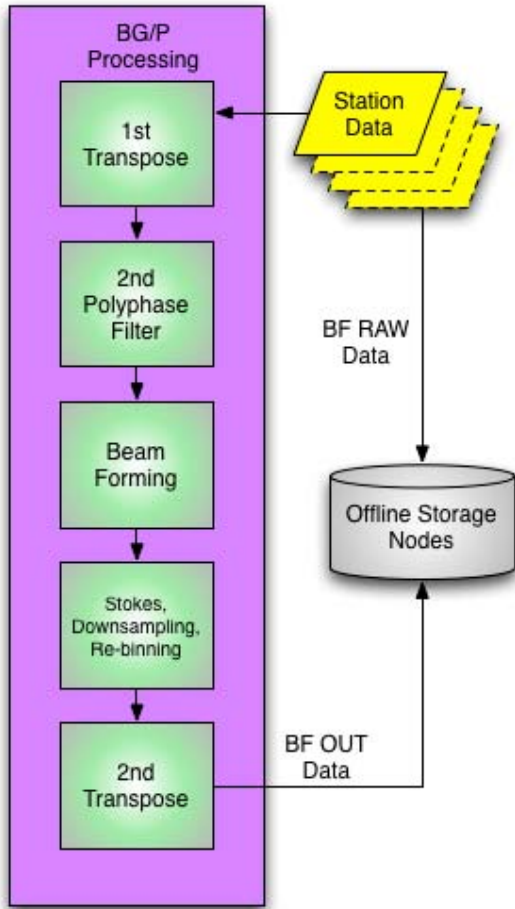 BG/P
Processing
1st
Transpose
Station
Data
2nd
Polyphase
Filter
BF RAW
Data
Beam
Forming
Offline Storage
Nodes
Stokes,
Downsampling,
Re-binning
2nd
Transpose
BF OUT
Data